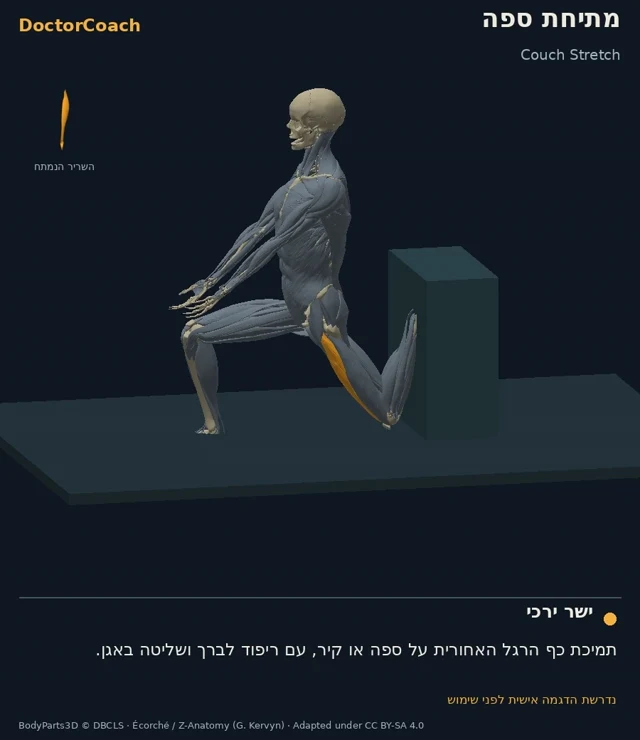 DoctorCoach
מתיחת ספה
Couch Stretch
השריר הנמתח
ישר ירכי
תמיכת כף הרגל האחורית על ספה או קיר, עם ריפוד לברך ושליטה באגן.
נדרשת הדגמה אישית לפני שימוש
BodyParts3D © DBCLS · Écorché / Z-Anatomy (G. Kervyn) · Adapted under CC BY-SA 4.0